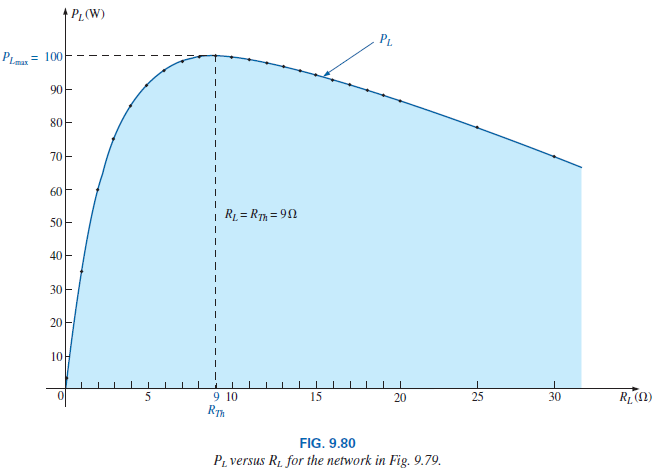 P_L (W)
P_Lmax = 100
P_L
90
80
70
60
50
R_L = R_Th = 9 Ω
40
30
20
10
0 5 9 10 15 20 25 30 R_L (Ω)
R_Th
FIG. 9.80
P_L versus R_L for the network in Fig. 9.79.